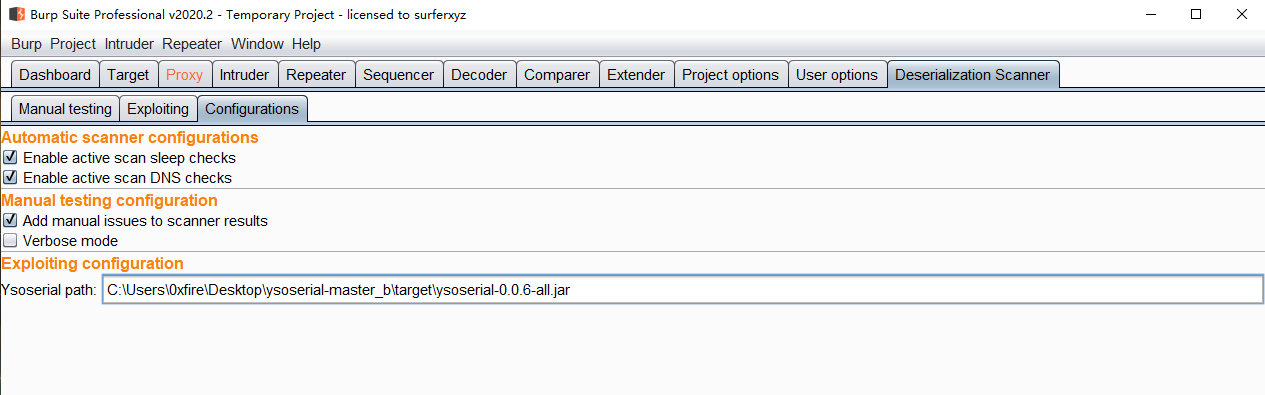 Burp Suite Professional v2020.2 - Temporary Project - licensed to surferxyz
Burp Project Intruder Repeater Window Help
Dashboard Target Proxy Intruder Repeater Sequencer Decoder Comparer Extender Project options User options Deserialization Scanner
Manual testing Exploiting Configurations
Automatic scanner configurations
Enable active scan sleep checks
Enable active scan DNS checks
Manual testing configuration
Add manual issues to scanner results
Verbose mode
Exploiting configuration
Ysoserial path: C:\Users\0xfire\Desktop\ysoserial-master_b\target\ysoserial-0.0.6-all.jar